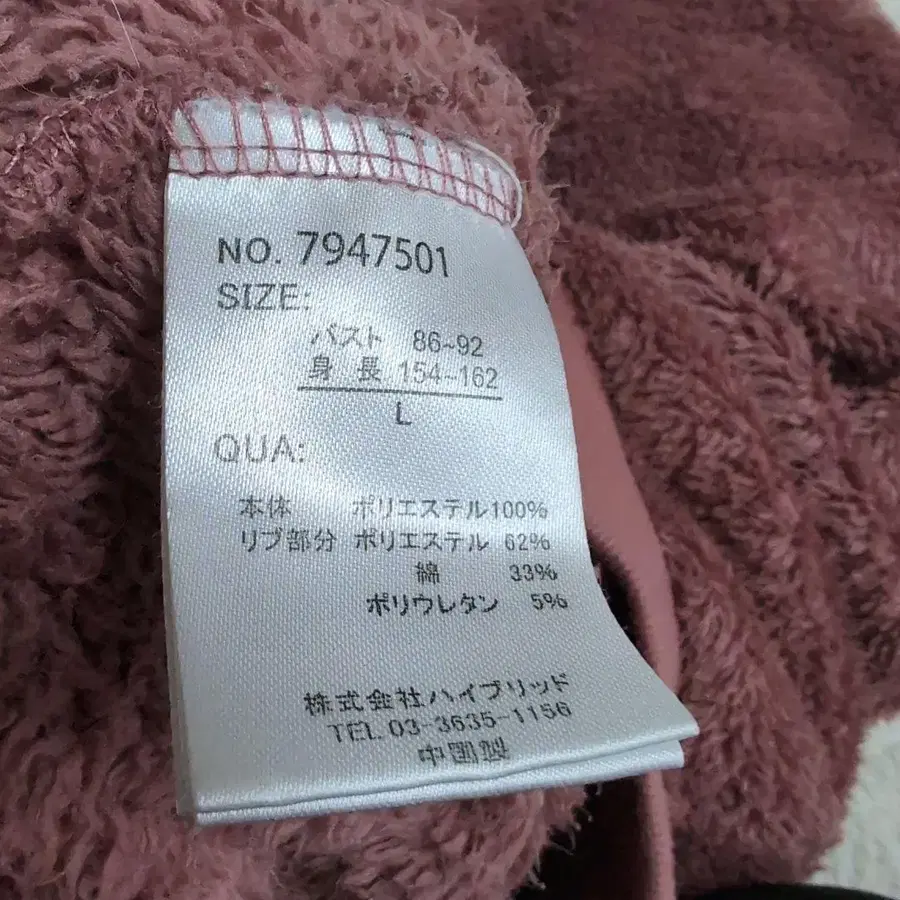 NO. 7947501
SIZE:
バスト 86~92
身長 154~162
L
QUA:
本体 ポリエステル100%
リブ部分 ポリエステル 62%
綿 33%
ポリウレタン 5%
株式会社ハイブリッド
TEL 03-3635-1156
中国製